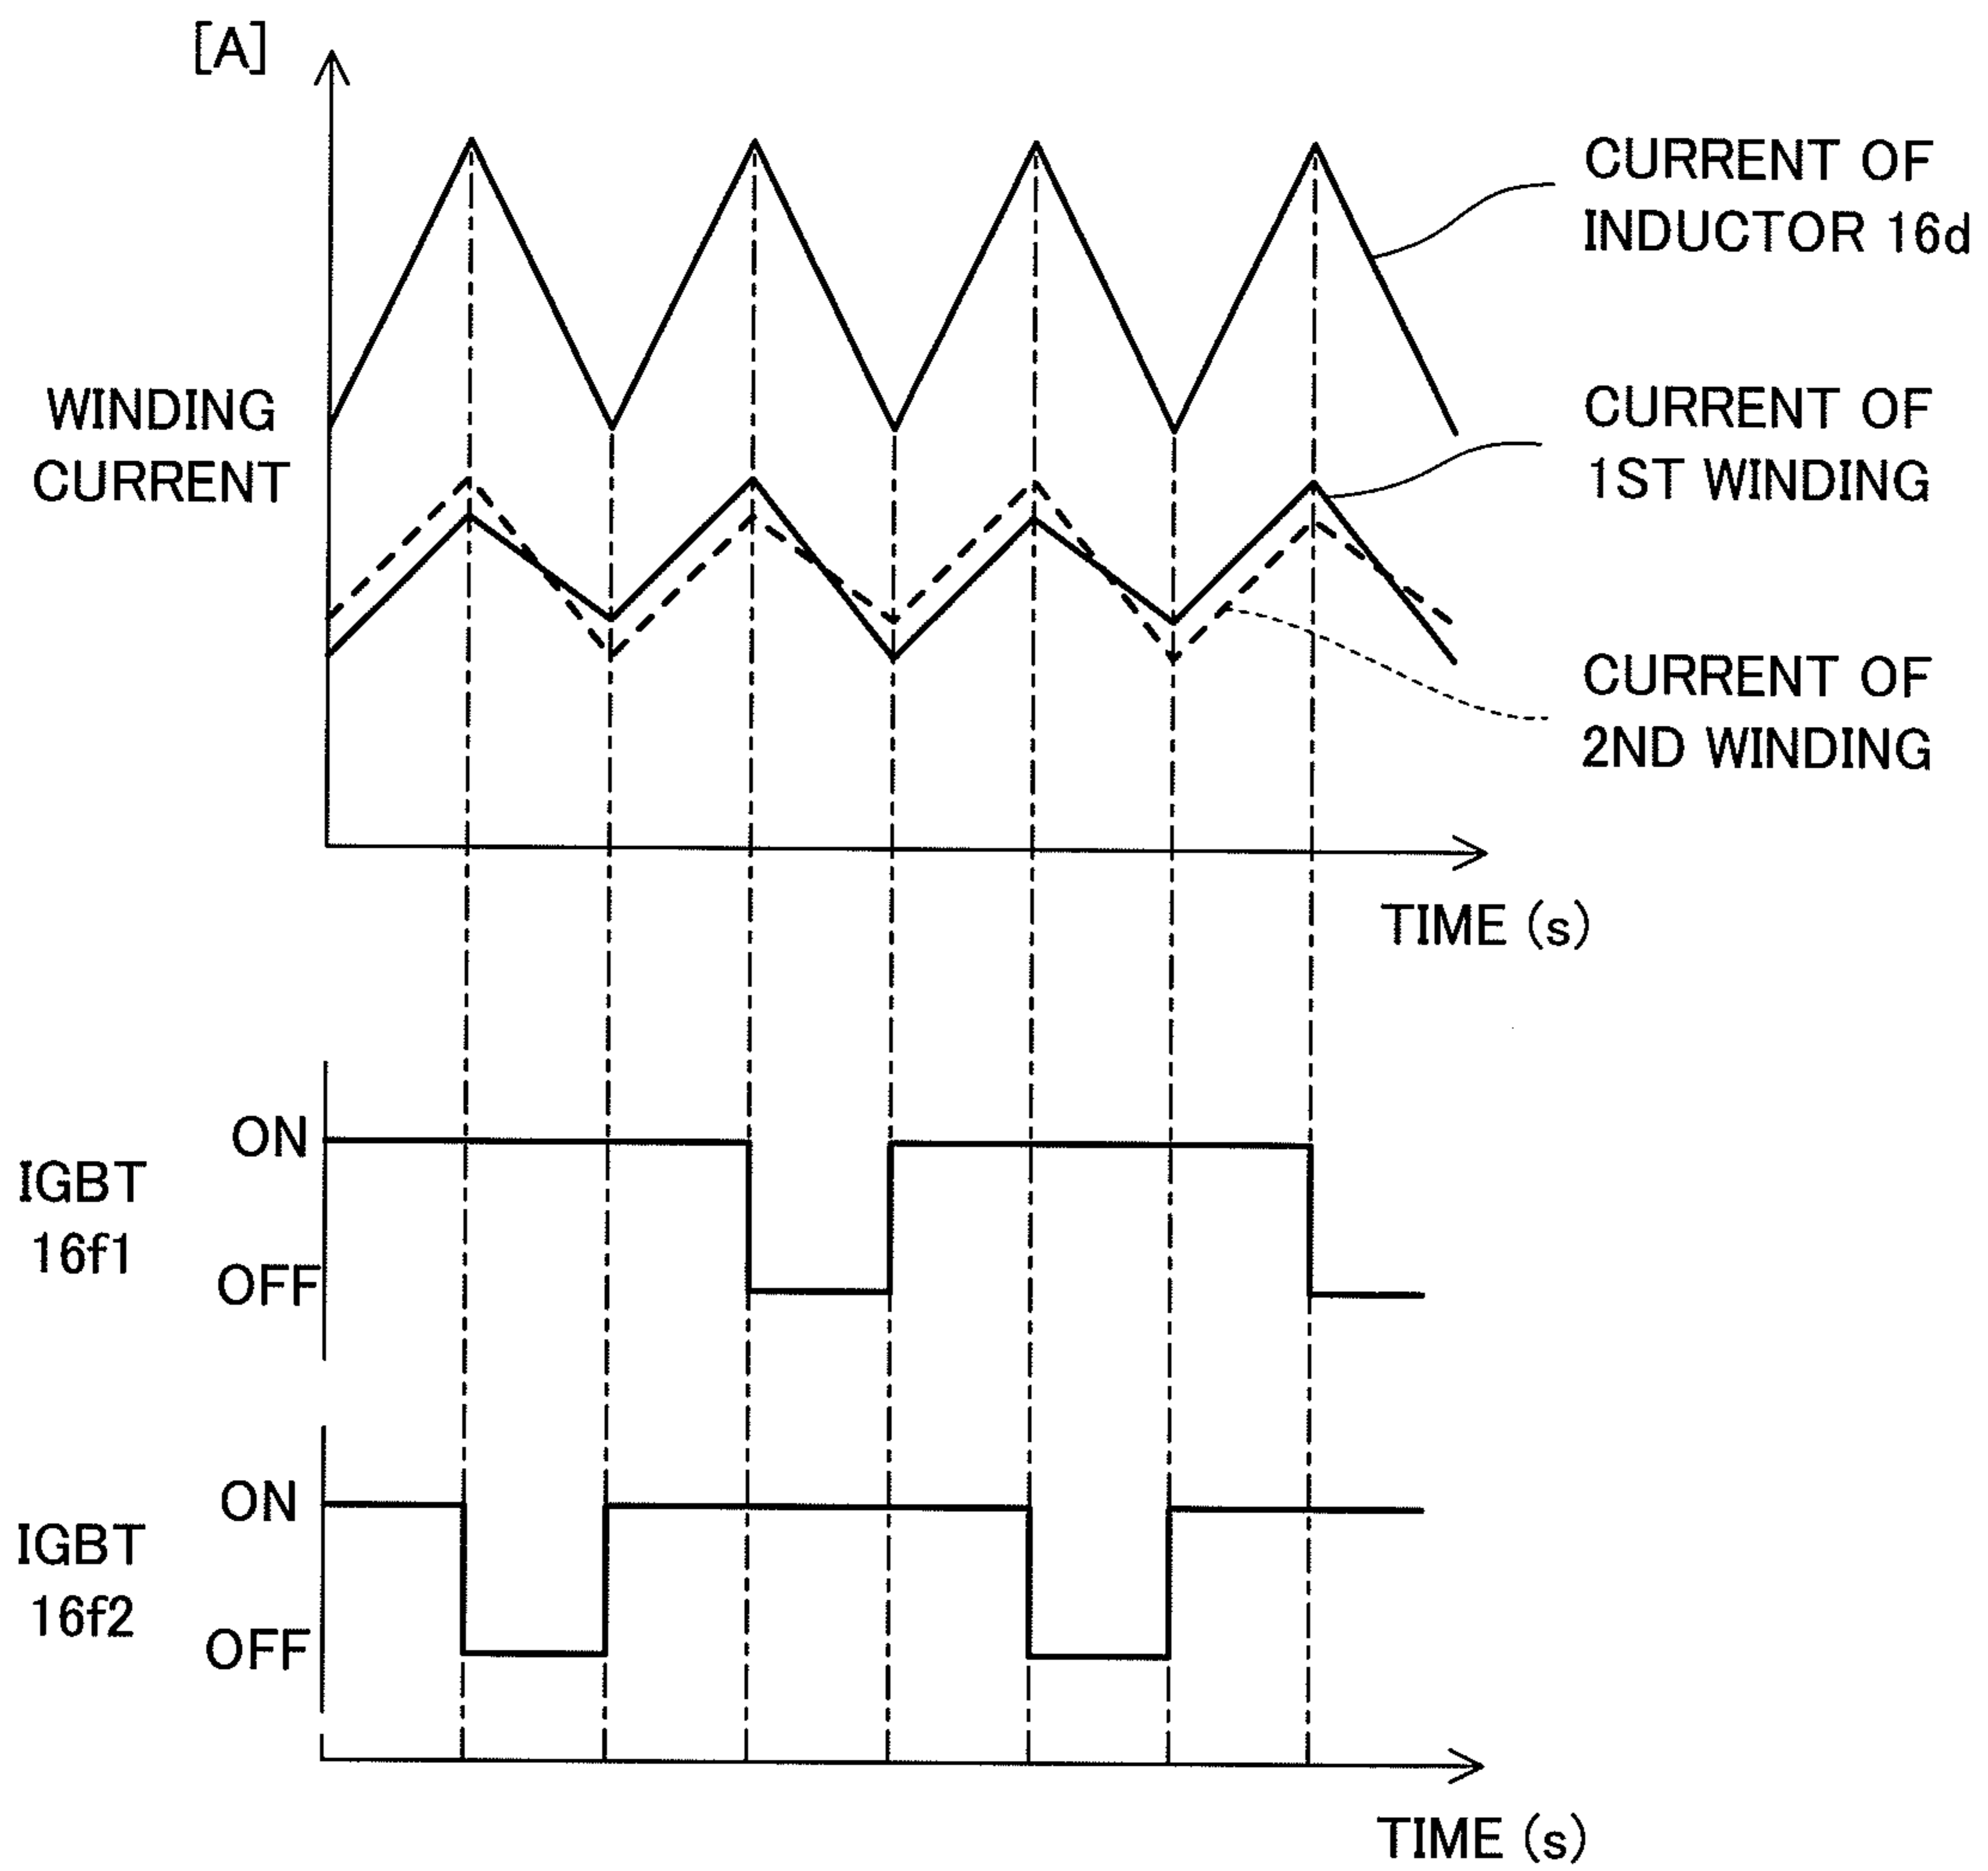 [A]
CURRENT OF
INDUCTOR 16d
WINDING
CURRENT
CURRENT OF
1ST WINDING
CURRENT OF
2ND WINDING
TIME (s)
ON
IGBT
16f1
OFF
ON
IGBT
16f2
OFF
TIME (s)